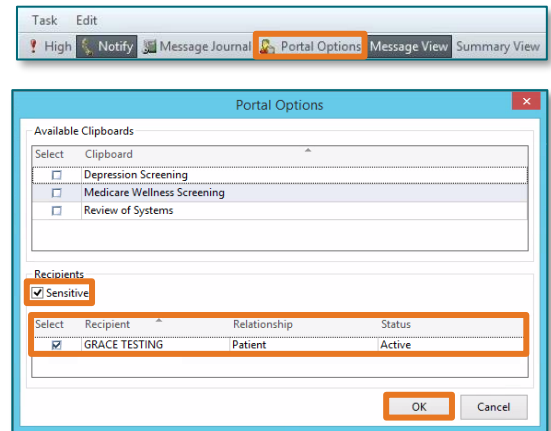 Task Edit
High Notify Message Journal Portal Options Message View Summary View
Portal Options
Available Clipboards
Select Clipboard
Depression Screening
Medicare Wellness Screening
Review of Systems
Recipients
Sensitive
Select Recipient Relationship Status
GRACE TESTING Patient Active
OK Cancel